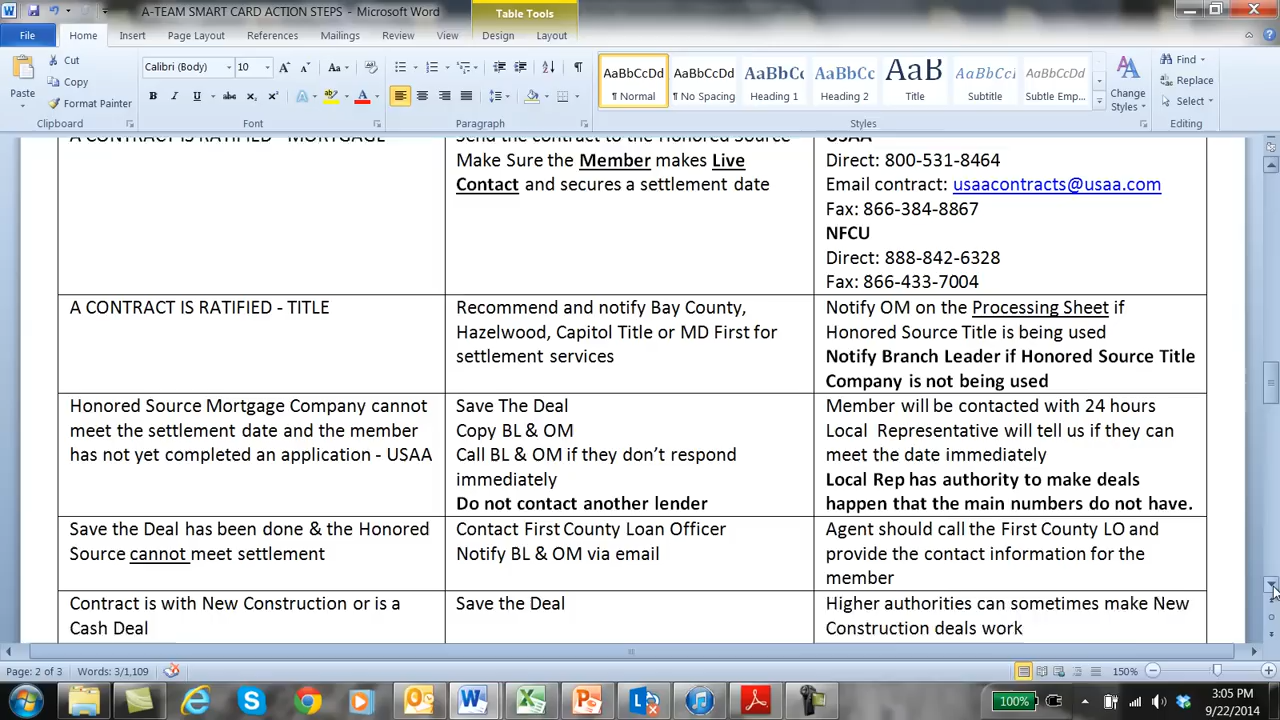 A-TEAM SMART CARD ACTION STEPS - Microsoft Word
Table Tools
File
Home
Insert
Page Layout
References
Mailings
Review
View
Design
Layout
Paste
Cut
Copy
Format Painter
Clipboard
Calibri (Body)
10
Font
Paragraph
AaBbCcDd
¶ Normal
AaBbCcDd
¶ No Spacing
AaBbCc
Heading 1
AaBbCc
Heading 2
AaB
Title
AaBbCcI
Subtitle
AaBbCcDd
Subtle Emp...
Change
Styles
Styles
Find
Replace
Select
Editing
A CONTRACT IS RATIFIED - MORTGAGE
Send the contract to the Honored Source
Make Sure the Member makes Live
Contact and secures a settlement date
USAA
Direct: 800-531-8464
Email contract: usaacontracts@usaa.com
Fax: 866-384-8867
NFCU
Direct: 888-842-6328
Fax: 866-433-7004
A CONTRACT IS RATIFIED - TITLE
Recommend and notify Bay County,
Hazelwood, Capitol Title or MD First for
settlement services
Notify OM on the Processing Sheet if
Honored Source Title is being used
Notify Branch Leader if Honored Source Title
Company is not being used
Honored Source Mortgage Company cannot
meet the settlement date and the member
has not yet completed an application - USAA
Save The Deal
Copy BL & OM
Call BL & OM if they don't respond
immediately
Do not contact another lender
Member will be contacted with 24 hours
Local Representative will tell us if they can
meet the date immediately
Local Rep has authority to make deals
happen that the main numbers do not have.
Save the Deal has been done & the Honored
Source cannot meet settlement
Contact First County Loan Officer
Notify BL & OM via email
Agent should call the First County LO and
provide the contact information for the
member
Contract is with New Construction or is a
Cash Deal
Save the Deal
Higher authorities can sometimes make New
Construction deals work
Page: 2 of 3
Words: 3/1,109
150%
100%
3:05 PM
9/22/2014